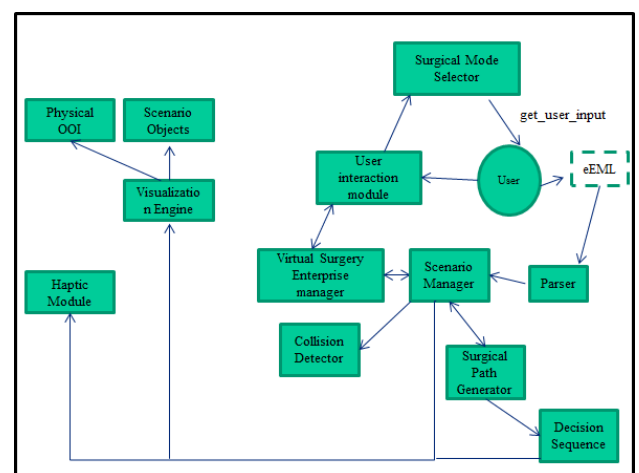 Surgical Mode
Selector
get_user_input
Physical
OOI
Scenario
Objects
User
interaction
module
User
eEML
Visualizatio
n Engine
Haptic
Module
Virtual Surgery
Enterprise
manager
Scenario
Manager
Parser
Collision
Detector
Surgical
Path
Generator
Decision
Sequence